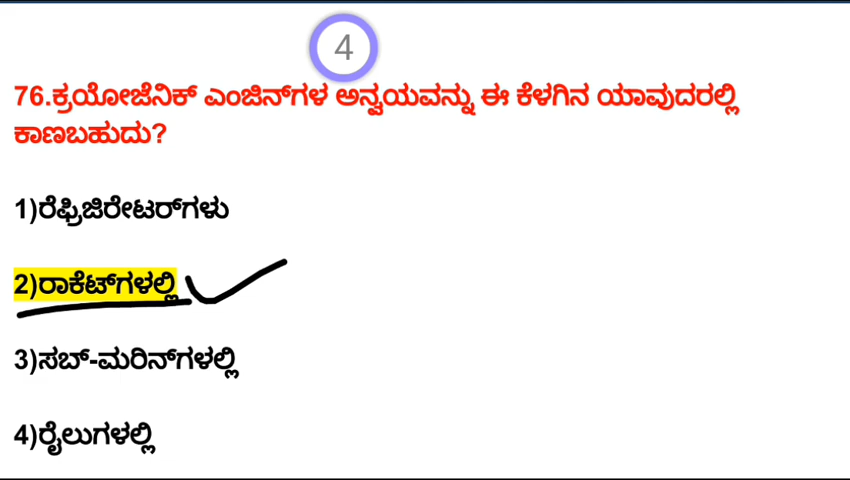 4
76.ಕ್ರಯೋಜೆನಿಕ್ ಎಂಜಿನ್‌ಗಳ ಅನ್ವಯವನ್ನು ಈ ಕೆಳಗಿನ ಯಾವುದರಲ್ಲಿ
ಕಾಣಬಹುದು?
1)ರೆಫ್ರಿಜಿರೇಟರ್‌ಗಳು
2)ರಾಕೆಟ್‌ಗಳಲ್ಲಿ
3)ಸಬ್-ಮರಿನ್‌ಗಳಲ್ಲಿ
4)ರೈಲುಗಳಲ್ಲಿ